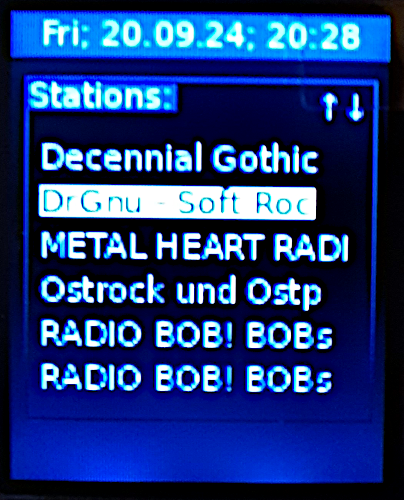 Fri; 20.09.24; 20:28
Stations:
↑↓
Decennial Gothic
DrGnu - Soft Roc
METAL HEART RADI
Ostrock und Ostp
RADIO BOB! BOBs
RADIO BOB! BOBs